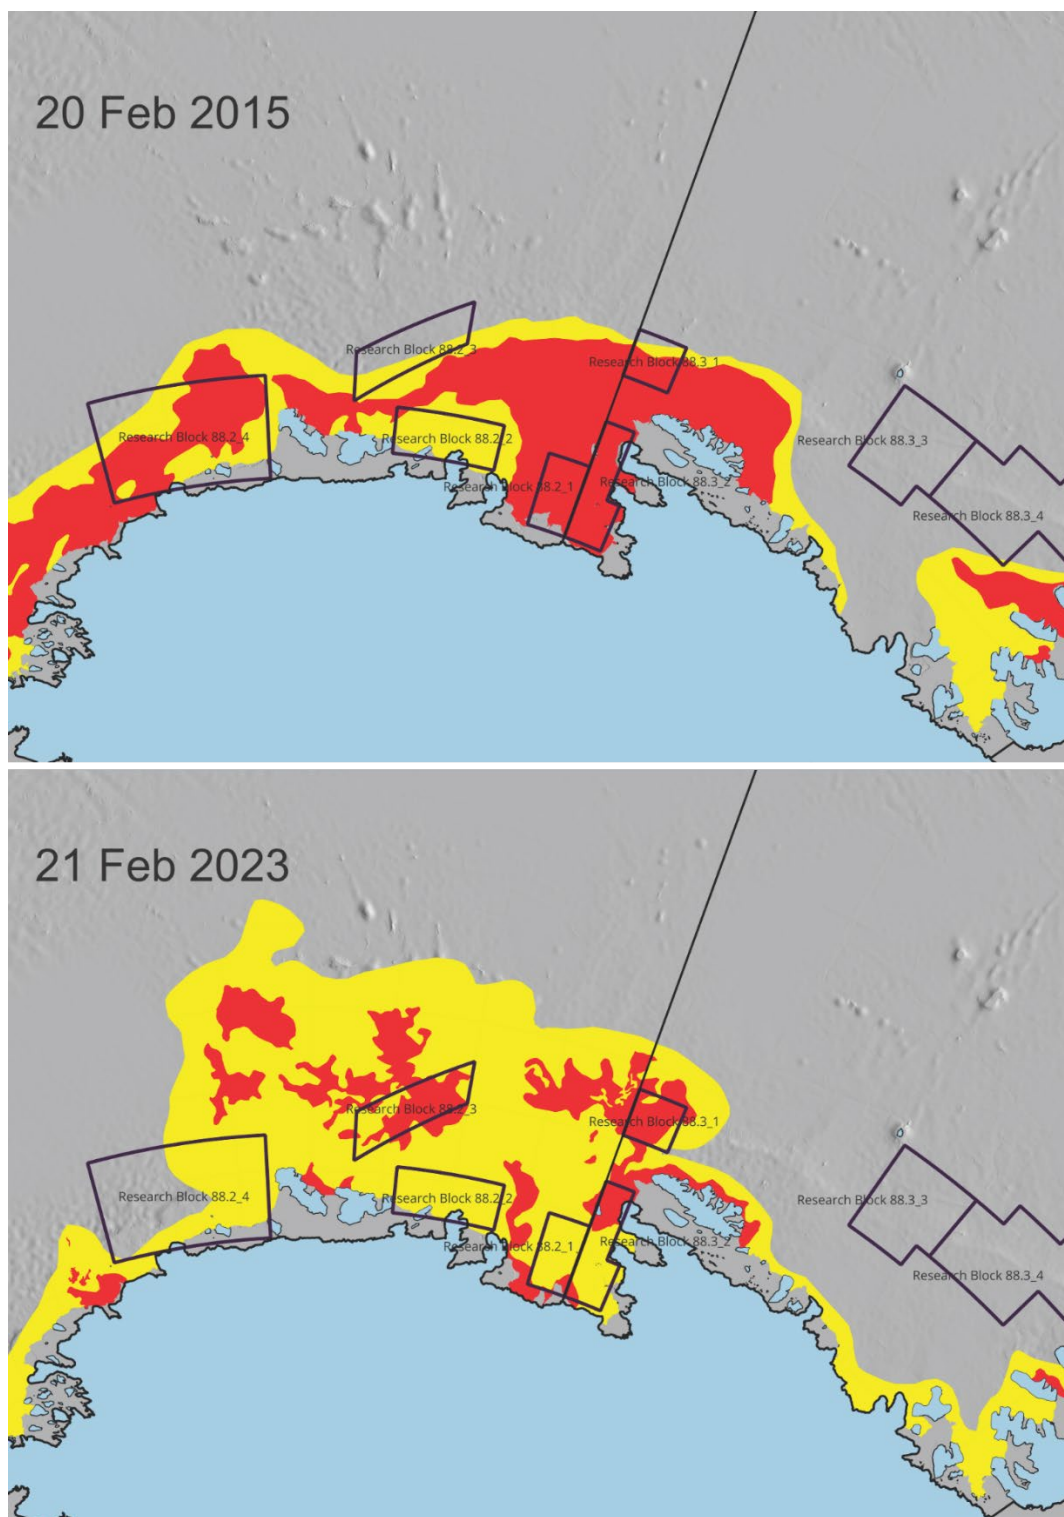 20 Feb 2015
Research Block 88.2_3
Research Block 88.3_1
Research Block 88.2_4
Research Block 88.2_2
Research Block 88.3_3
Research Block 88.2_1
Research Block 88.3_2
Research Block 88.3_4
21 Feb 2023
Research Block 88.2_3
Research Block 88.3_1
Research Block 88.2_4
Research Block 88.2_2
Research Block 88.3_3
Research Block 88.2_1
Research Block 88.3_2
Research Block 88.3_4